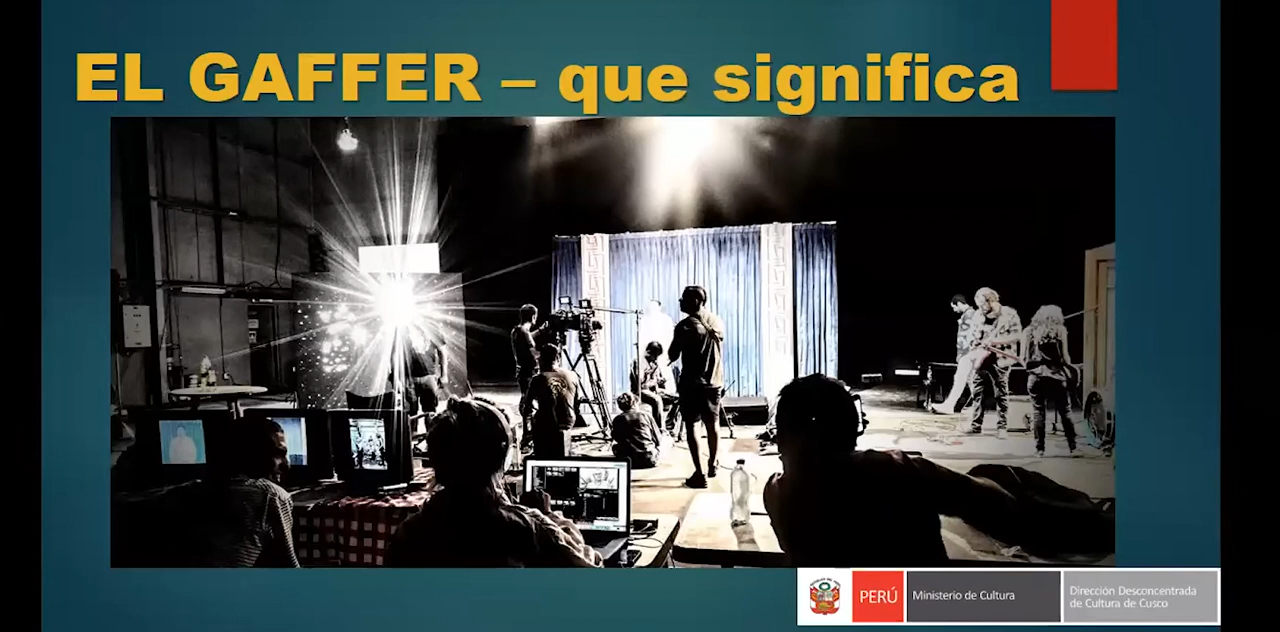 EL GAFFER – que significa
PERÚ
Ministerio de Cultura
Dirección Desconcentrada
de Cultura de Cusco